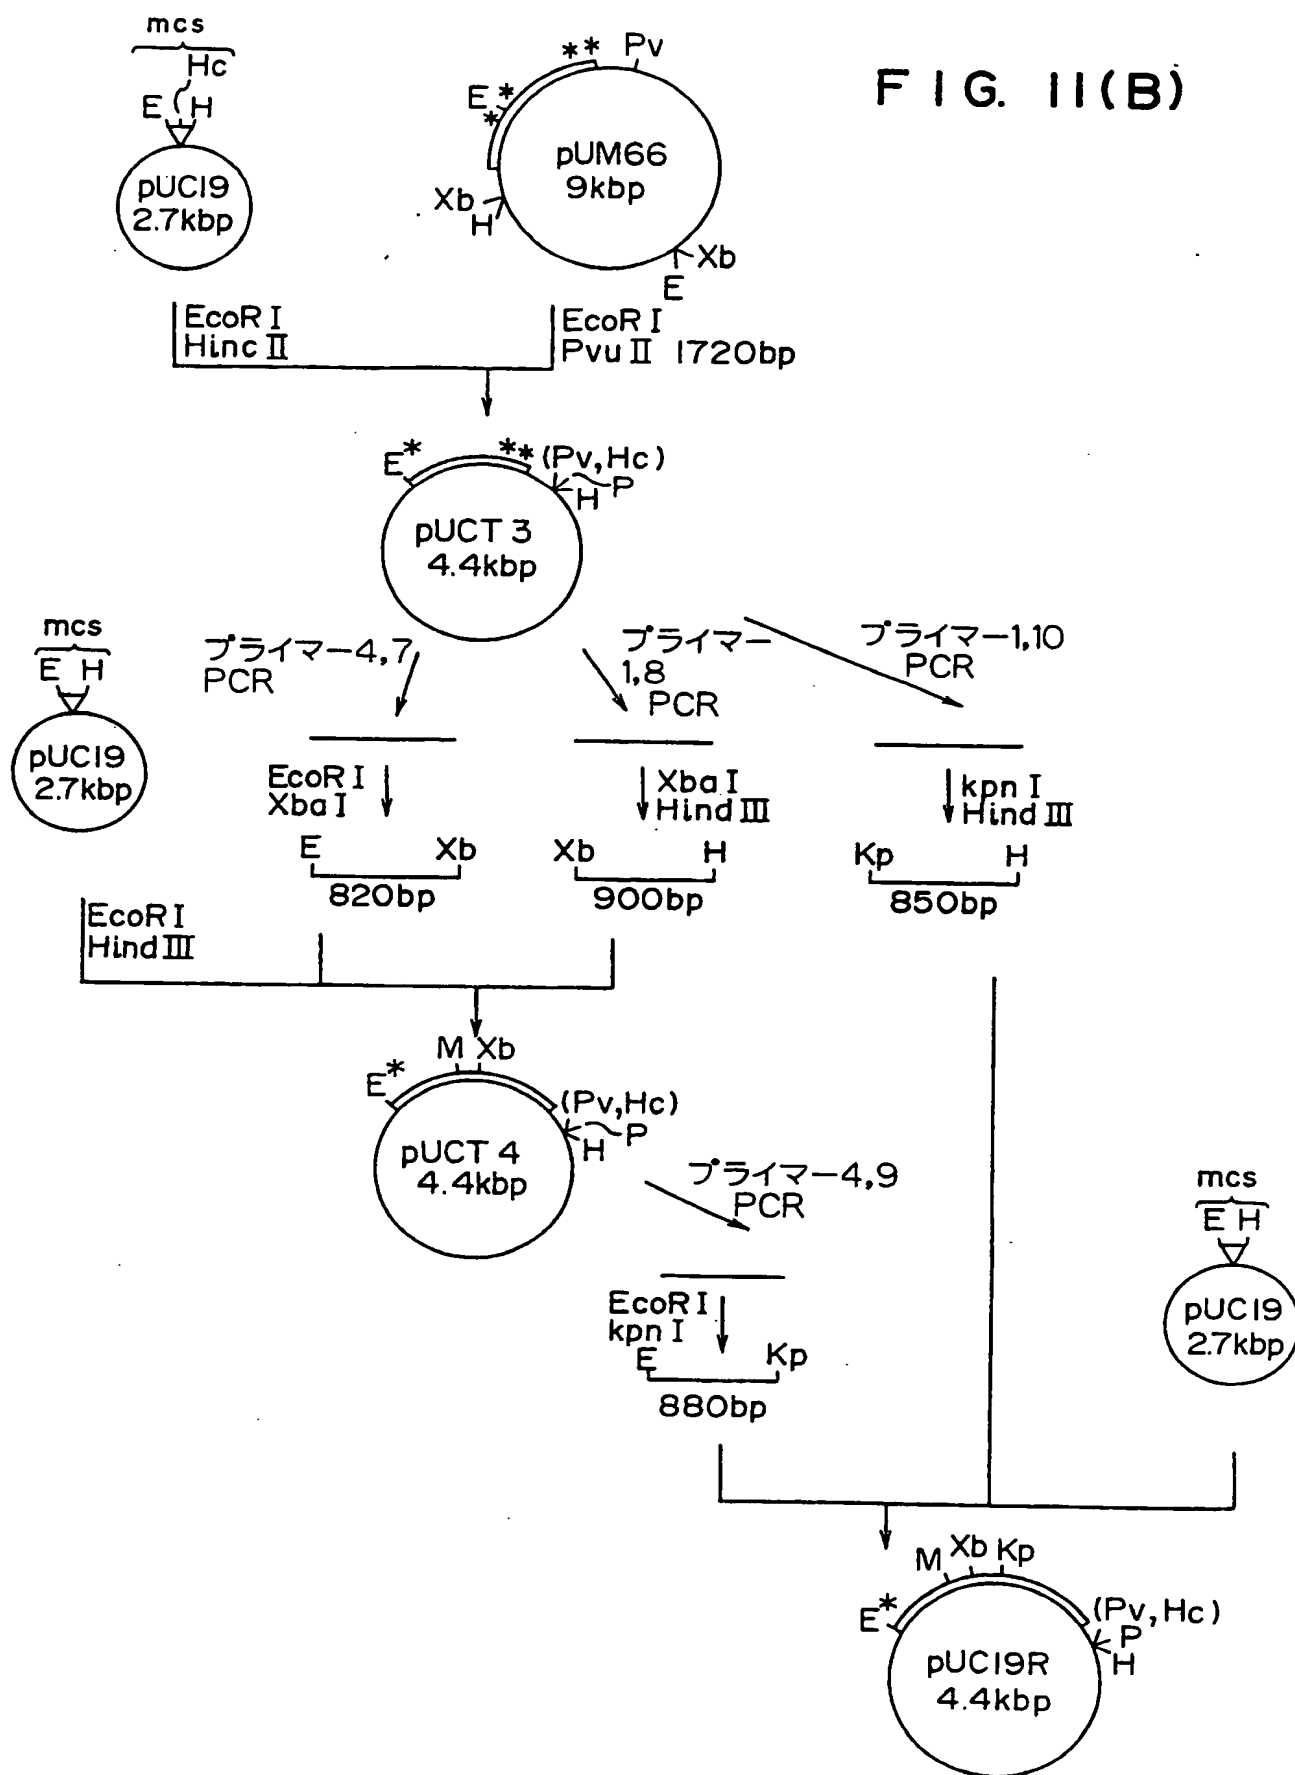 FIG. 11(B)
mcs
Hc
E H
pUC19
2.7kbp
** Pv
E *
*
pUM66
9kbp
Xb
H
Xb
E
EcoR I
Hinc II
EcoR I
Pvu II 1720bp
E* ** (Pv,Hc)
H P
pUCT 3
4.4kbp
mcs
E H
pUC19
2.7kbp
プライマー4,7
PCR
プライマー
1,8
PCR
プライマー1,10
PCR
EcoR I
Xba I
Xba I
Hind III
kpn I
Hind III
E Xb
820bp
Xb H
900bp
Kp H
850bp
EcoR I
Hind III
M Xb
E* (Pv,Hc)
H P
pUCT 4
4.4kbp
プライマー4,9
PCR
mcs
E H
pUC19
2.7kbp
EcoR I
kpn I
E Kp
880bp
M Xb Kp
E* (Pv,Hc)
P
H
pUC19R
4.4kbp